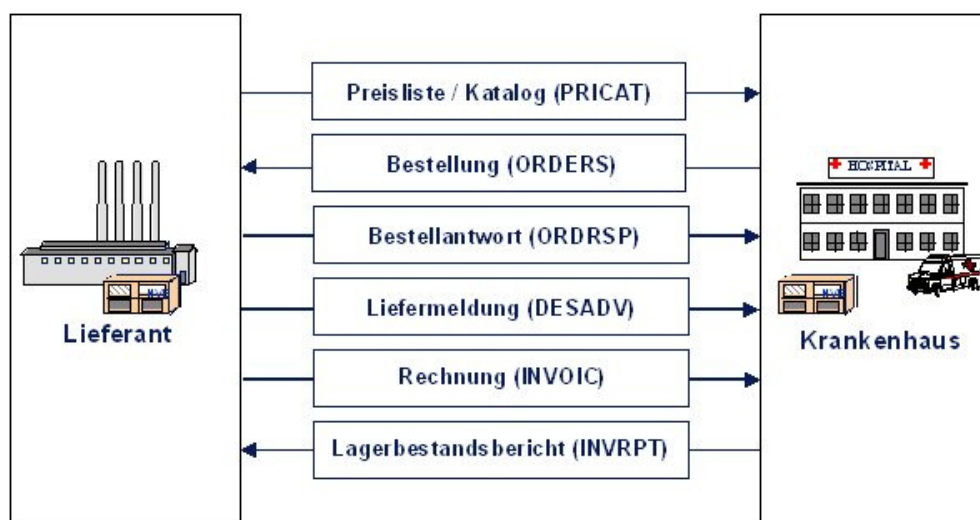 Preisliste / Katalog (PRICAT)
Bestellung (ORDERS)
HOSPITAL
Bestellantwort (ORDRSP)
Liefermeldung (DESADV)
Lieferant
Krankenhaus
Rechnung (INVOIC)
Lagerbestandsbericht (INVRPT)